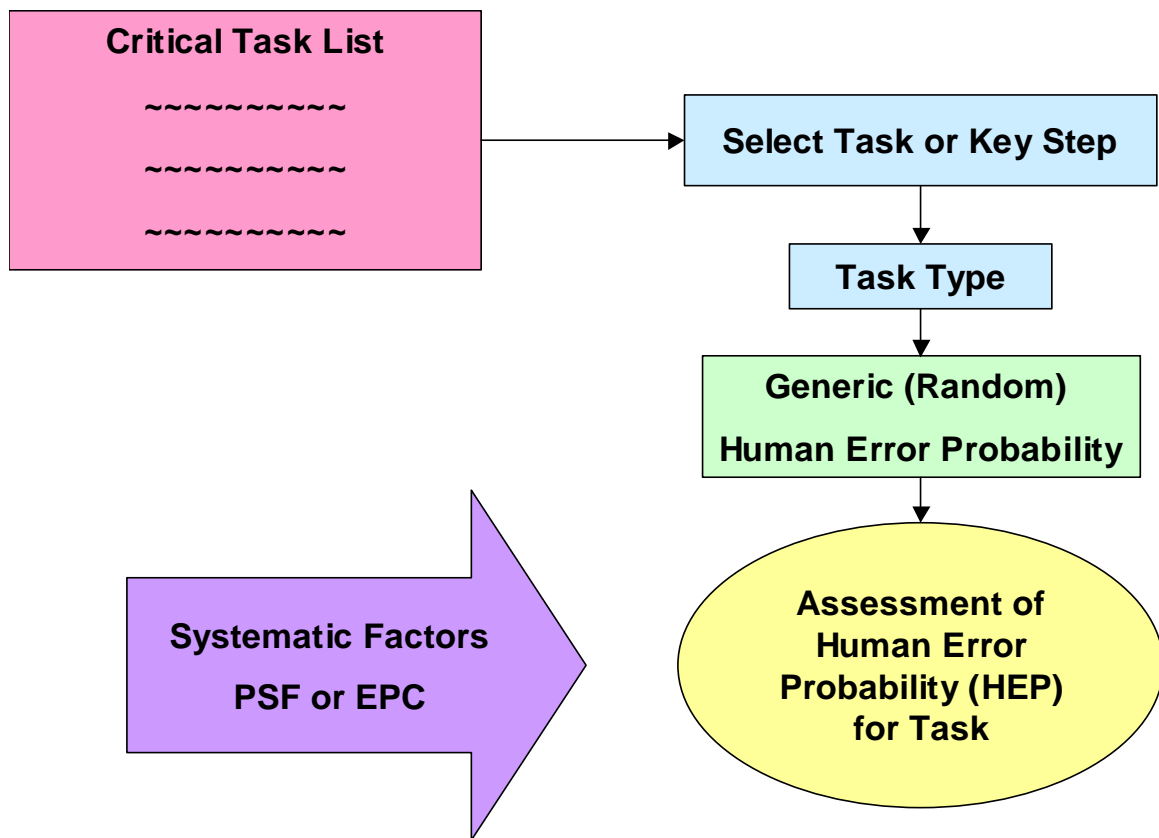 Critical Task List
~~~~~~~~~~
~~~~~~~~~~
~~~~~~~~~~
Select Task or Key Step
Task Type
Generic (Random)
Human Error Probability
Systematic Factors
PSF or EPC
Assessment of
Human Error
Probability (HEP)
for Task